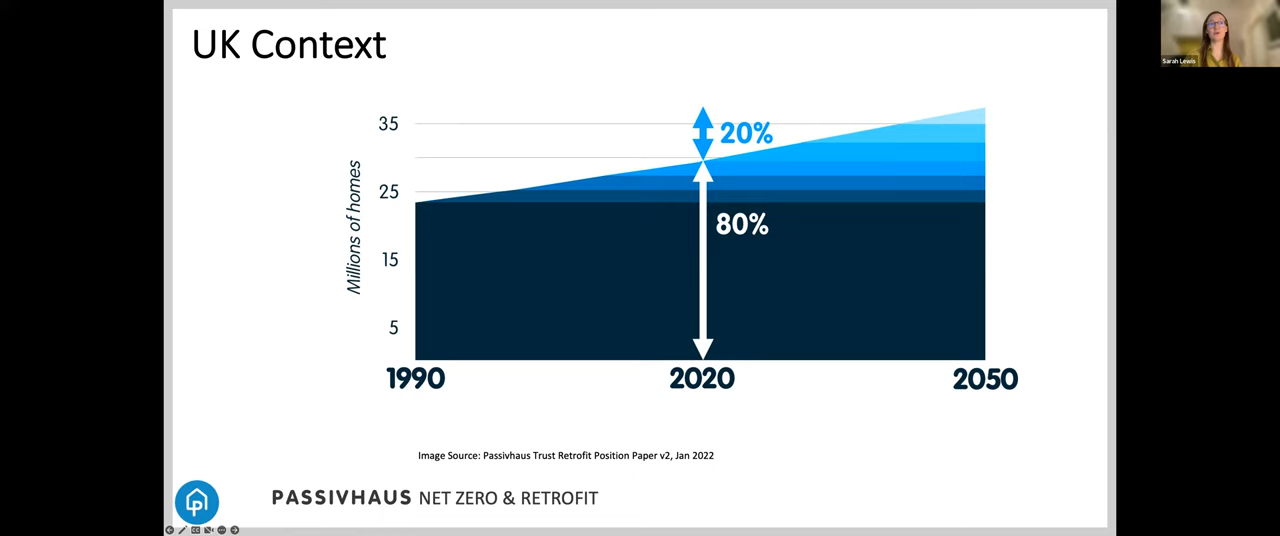 UK Context
Sarah Lewis
35
20%
25
80%
Millions of homes
15
5
1990 2020 2050
Image Source: Passivhaus Trust Retrofit Position Paper v2, Jan 2022
PASSIVHAUS NET ZERO & RETROFIT